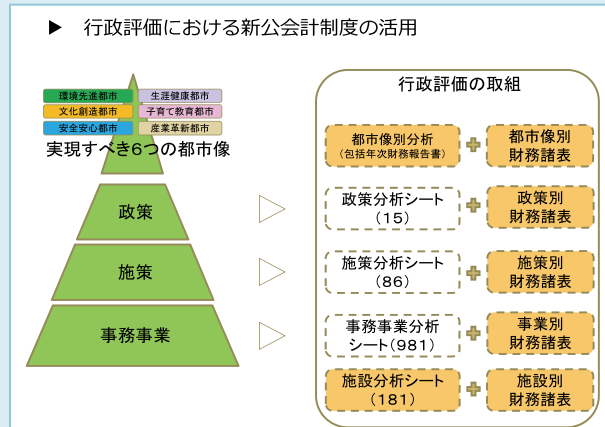 ▶ 行政評価における新公会計制度の活用
環境先進都市
生涯健康都市
文化創造都市
子育て教育都市
安全安心都市
産業革新都市
実現すべき6つの都市像
政策
施策
事務事業
行政評価の取組
都市像別分析
(包括年次財務報告書)
都市像別
財務諸表
政策分析シート
(15)
政策別
財務諸表
施策分析シート
(86)
施策別
財務諸表
事務事業分析
シート(981)
事業別
財務諸表
施設分析シート
(181)
施設別
財務諸表